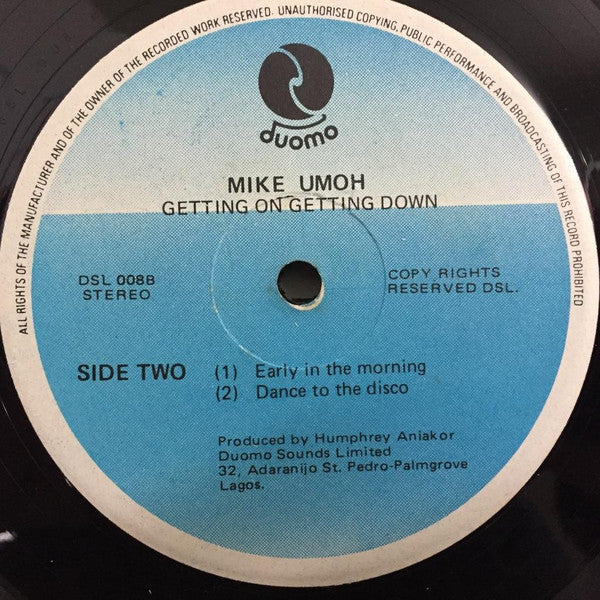 ALL RIGHTS OF THE MANUFACTURER AND OF THE OWNER OF THE RECORDED WORK RESERVED. UNAUTHORISED COPYING, PUBLIC PERFORMANCE AND BROADCASTING OF THIS RECORD PROHIBITED
duomo
MIKE UMOH
GETTING ON GETTING DOWN
DSL 008B
STEREO
COPY RIGHTS
RESERVED DSL.
SIDE TWO
(1) Early in the morning
(2) Dance to the disco
Produced by Humphrey Aniakor
Duomo Sounds Limited
32, Adaranijo St. Pedro-Palmgrove
Lagos.